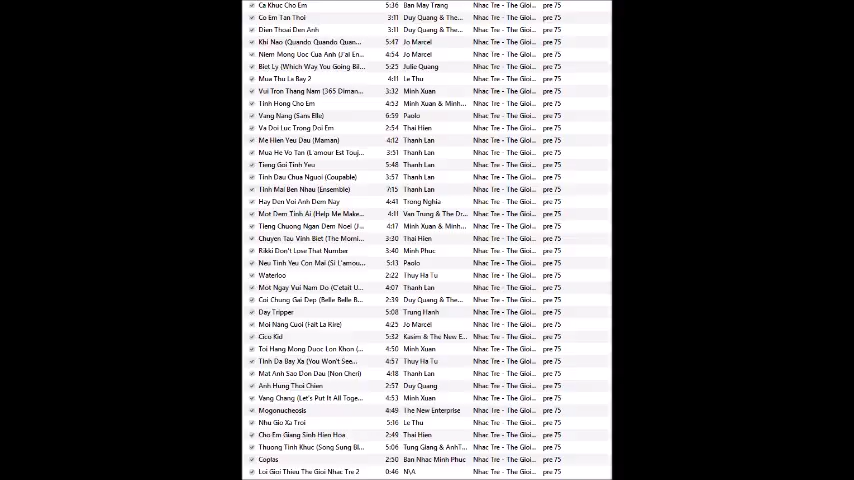 Ca Khuc Cho Em 5:36 Ban May Trang Nhac Tre - The Gioi... pre 75
Co Em Tan Thoi 3:11 Duy Quang & The... Nhac Tre - The Gioi... pre 75
Dien Thoai Den Anh 3:11 Duy Quang & The... Nhac Tre - The Gioi... pre 75
Khi Nao (Quando Quando Quan... 5:47 Jo Marcel Nhac Tre - The Gioi... pre 75
Niem Mong Uoc Cua Anh (J'ai En... 4:54 Jo Marcel Nhac Tre - The Gioi... pre 75
Biet Ly (Which Way You Going Bil... 5:25 Julie Quang Nhac Tre - The Gioi... pre 75
Mua Thu La Bay 2 4:11 Le Thu Nhac Tre - The Gioi... pre 75
Vui Tron Thang Nam (365 Diman... 3:32 Minh Xuan Nhac Tre - The Gioi... pre 75
Tinh Hong Cho Em 4:53 Minh Xuan & Minh... Nhac Tre - The Gioi... pre 75
Vang Nang (Sans Elle) 6:59 Paolo Nhac Tre - The Gioi... pre 75
Va Doi Luc Trong Doi Em 2:54 Thai Hien Nhac Tre - The Gioi... pre 75
Me Hien Yeu Dau (Maman) 4:12 Thanh Lan Nhac Tre - The Gioi... pre 75
Mua He Vo Tan (L'amour Est Touj... 3:51 Thanh Lan Nhac Tre - The Gioi... pre 75
Tieng Goi Tinh Yeu 5:48 Thanh Lan Nhac Tre - The Gioi... pre 75
Tinh Dau Chua Nguoi (Coupable) 3:57 Thanh Lan Nhac Tre - The Gioi... pre 75
Tinh Mai Ben Nhau (Ensemble) 7:15 Thanh Lan Nhac Tre - The Gioi... pre 75
Hay Den Voi Anh Dem Nay 4:41 Trong Nghia Nhac Tre - The Gioi... pre 75
Mot Dem Tinh Ai (Help Me Make... 4:11 Van Trung & The Dr... Nhac Tre - The Gioi... pre 75
Tieng Chuong Ngan Dem Noel (J... 4:17 Minh Xuan & Minh... Nhac Tre - The Gioi... pre 75
Chuyen Tau Vinh Biet (The Morni... 3:30 Thai Hien Nhac Tre - The Gioi... pre 75
Rikki Don't Lose That Number 3:40 Minh Phuc Nhac Tre - The Gioi... pre 75
Neu Tinh Yeu Con Mai (Si L'amou... 5:13 Paolo Nhac Tre - The Gioi... pre 75
Waterloo 2:22 Thuy Ha Tu Nhac Tre - The Gioi... pre 75
Mot Ngay Vui Nam Do (C'etait U... 4:07 Thanh Lan Nhac Tre - The Gioi... pre 75
Coi Chung Gai Dep (Belle Belle B... 2:39 Duy Quang & The... Nhac Tre - The Gioi... pre 75
Day Tripper 5:08 Trung Hanh Nhac Tre - The Gioi... pre 75
Moi Nang Cuoi (Fait La Rire) 4:25 Jo Marcel Nhac Tre - The Gioi... pre 75
Cico Kid 5:32 Kasim & The New E... Nhac Tre - The Gioi... pre 75
Toi Hang Mong Duoc Lon Khon (... 4:50 Minh Xuan Nhac Tre - The Gioi... pre 75
Tinh Da Bay Xa (You Won't See... 4:57 Thuy Ha Tu Nhac Tre - The Gioi... pre 75
Mat Anh Sao Don Dau (Non Cheri) 4:18 Thanh Lan Nhac Tre - The Gioi... pre 75
Anh Hung Thoi Chien 2:57 Duy Quang Nhac Tre - The Gioi... pre 75
Vang Chang (Let's Put It All Toge... 4:53 Minh Xuan Nhac Tre - The Gioi... pre 75
Mogonucheosis 4:49 The New Enterprise Nhac Tre - The Gioi... pre 75
Nhu Gio Xa Troi 5:16 Le Thu Nhac Tre - The Gioi... pre 75
Cho Em Giang Sinh Hien Hoa 2:49 Thai Hien Nhac Tre - The Gioi... pre 75
Thuong Tinh Khuc (Song Sung Bl... 5:06 Tung Giang & AnhT... Nhac Tre - The Gioi... pre 75
Coplas 2:50 Ban Nhac Minh Phuc Nhac Tre - The Gioi... pre 75
Loi Gioi Thieu The Gioi Nhac Tre 2 0:46 N\A Nhac Tre - The Gioi... pre 75